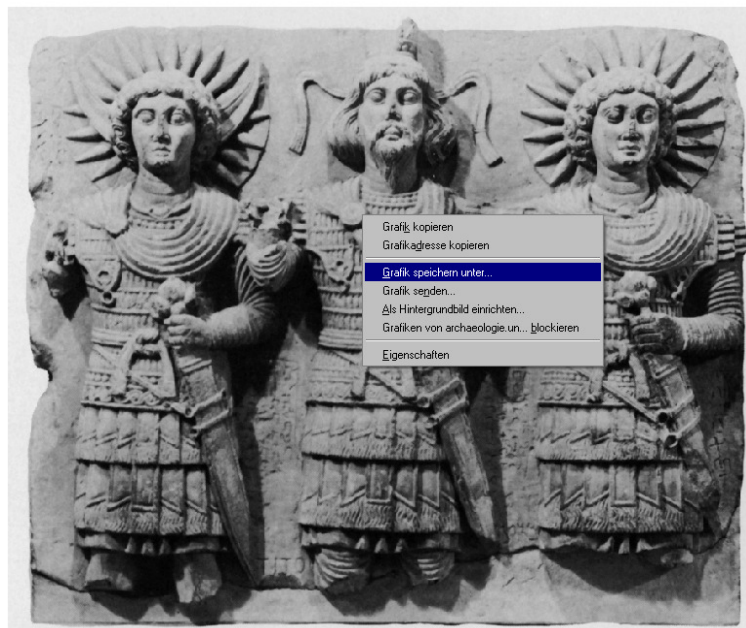 Grafik kopieren
Grafikadresse kopieren
Grafik speichern unter...
Grafik senden...
Als Hintergrundbild einrichten...
Grafiken von archaeologie.un... blockieren
Eigenschaften